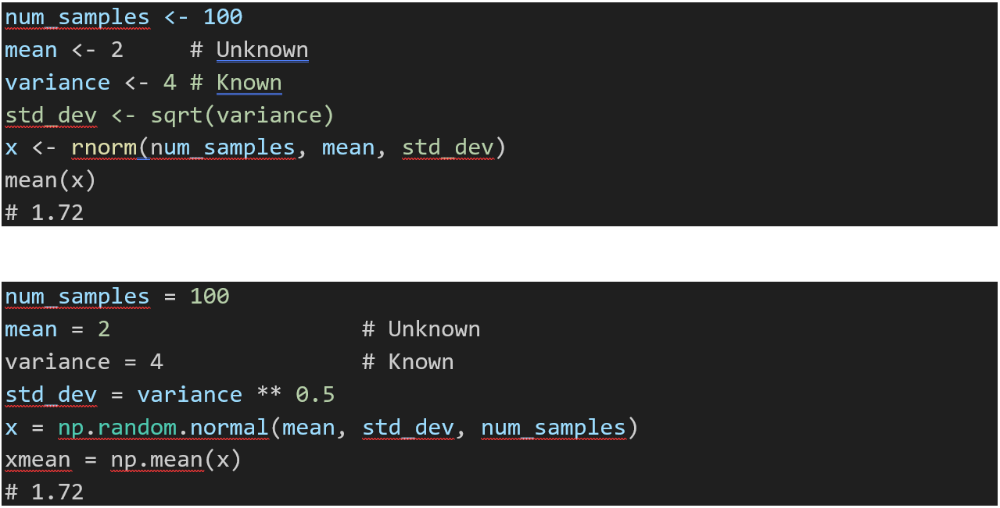 num_samples <- 100
mean <- 2     # Unknown
variance <- 4 # Known
std_dev <- sqrt(variance)
x <- rnorm(num_samples, mean, std_dev)
mean(x)
# 1.72
num_samples = 100
mean = 2                   # Unknown
variance = 4               # Known
std_dev = variance ** 0.5
x = np.random.normal(mean, std_dev, num_samples)
xmean = np.mean(x)
# 1.72